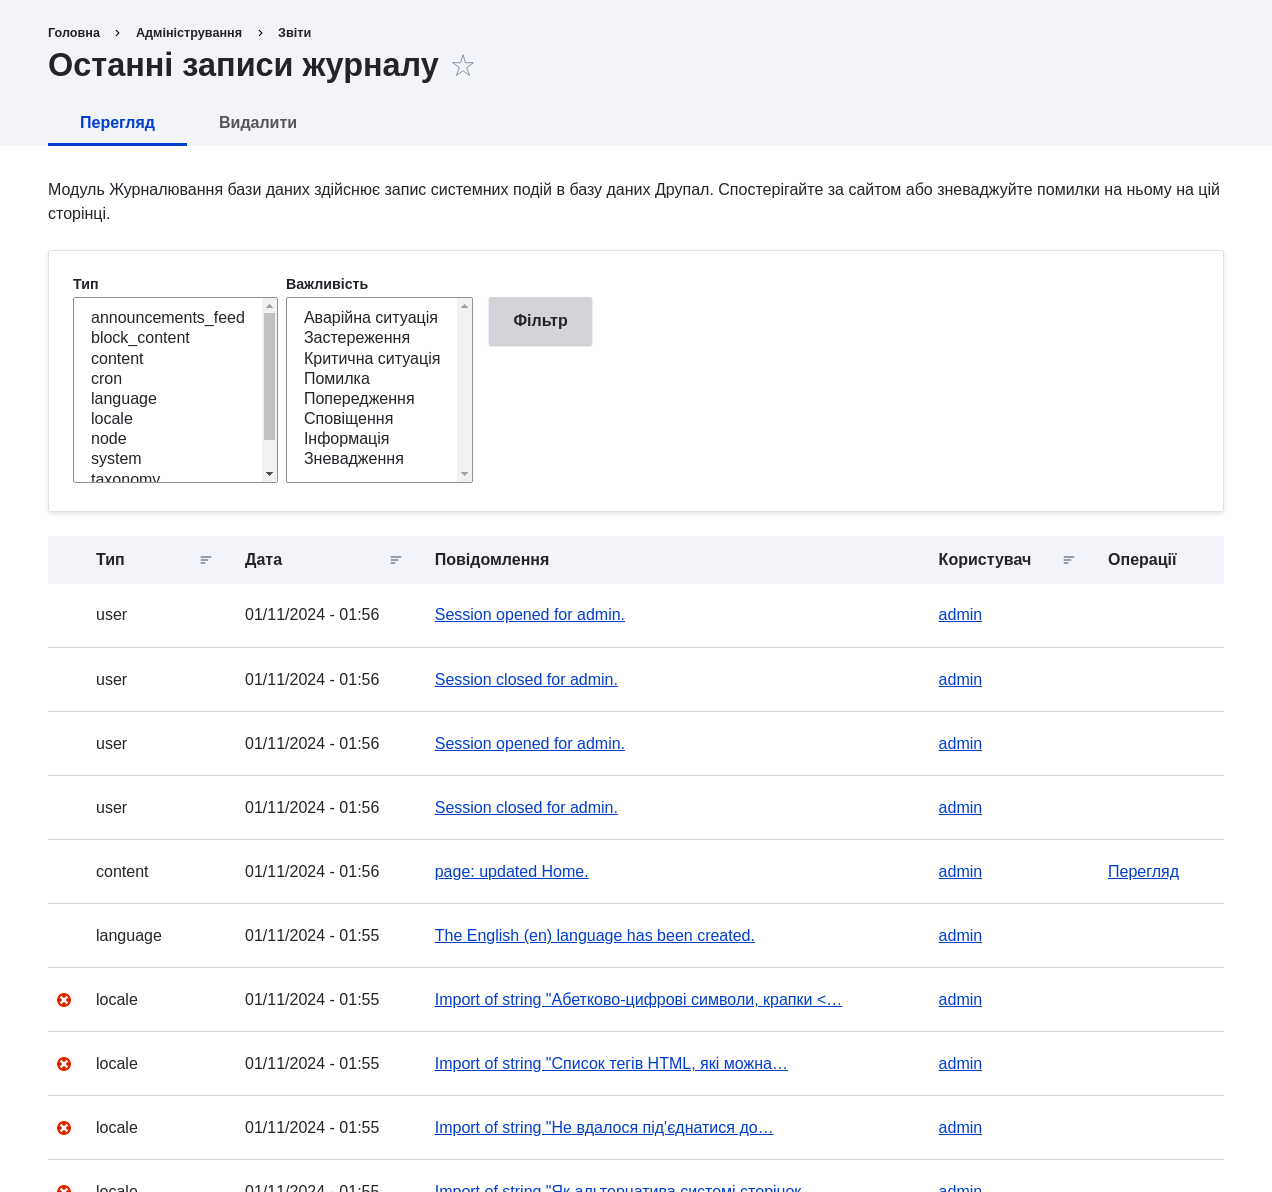 Головна › Адміністрування › Звіти
Останні записи журналу
Перегляд Видалити
Модуль Журналювання бази даних здійснює запис системних подій в базу даних Друпал. Спостерігайте за сайтом або зневаджуйте помилки на ньому на цій
сторінці.
Тип Важливість
announcements_feed Аварійна ситуація Фільтр
block_content Застереження
content Критична ситуація
cron Помилка
language Попередження
locale Сповіщення
node Інформація
system Зневадження
taxonomy
Тип Дата Повідомлення Користувач Операції
user 01/11/2024 - 01:56 Session opened for admin. admin
user 01/11/2024 - 01:56 Session closed for admin. admin
user 01/11/2024 - 01:56 Session opened for admin. admin
user 01/11/2024 - 01:56 Session closed for admin. admin
content 01/11/2024 - 01:56 page: updated Home. admin Перегляд
language 01/11/2024 - 01:55 The English (en) language has been created. admin
locale 01/11/2024 - 01:55 Import of string "Абетково-цифрові символи, крапки <… admin
locale 01/11/2024 - 01:55 Import of string "Список тегів HTML, які можна… admin
locale 01/11/2024 - 01:55 Import of string "Не вдалося під'єднатися до… admin
locale 01/11/2024 - 01:55 Import of string "Як альтернатива системі сторінок admin